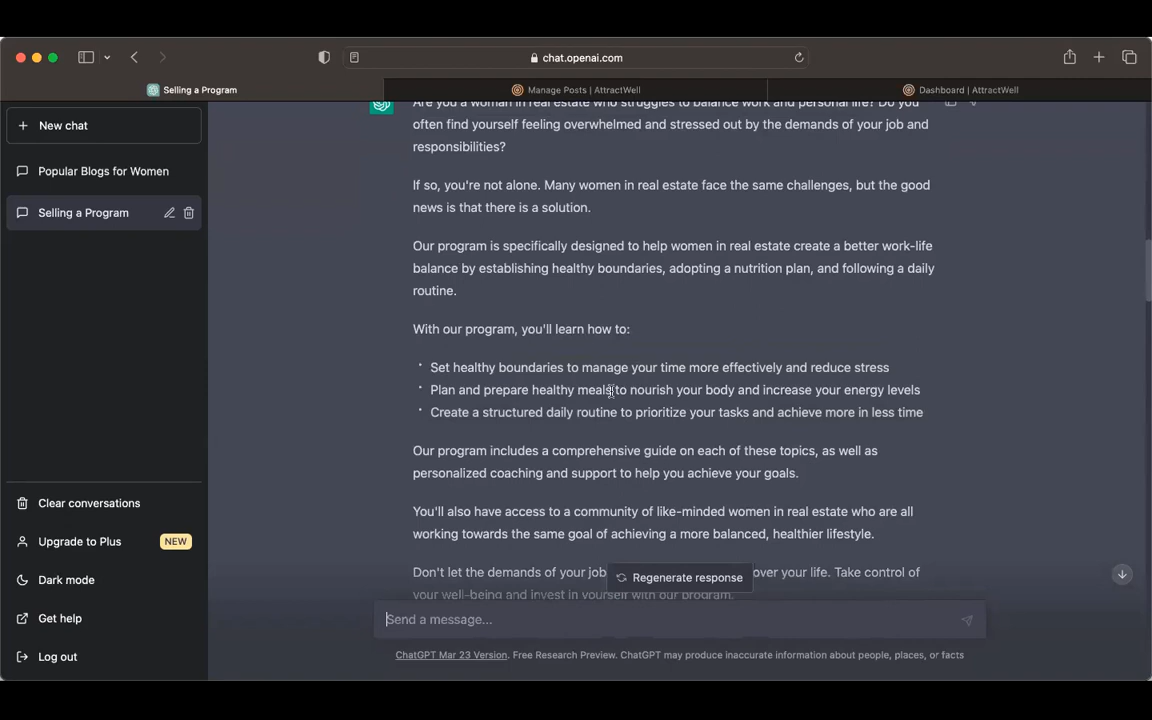 chat.openai.com
Selling a Program
Manage Posts | AttractWell
Dashboard | AttractWell
New chat
Popular Blogs for Women
Selling a Program
Clear conversations
Upgrade to Plus NEW
Dark mode
Get help
Log out
Are you a woman in real estate who struggles to balance work and personal life? Do you
often find yourself feeling overwhelmed and stressed out by the demands of your job and
responsibilities?
If so, you're not alone. Many women in real estate face the same challenges, but the good
news is that there is a solution.
Our program is specifically designed to help women in real estate create a better work-life
balance by establishing healthy boundaries, adopting a nutrition plan, and following a daily
routine.
With our program, you'll learn how to:
• Set healthy boundaries to manage your time more effectively and reduce stress
• Plan and prepare healthy meals to nourish your body and increase your energy levels
• Create a structured daily routine to prioritize your tasks and achieve more in less time
Our program includes a comprehensive guide on each of these topics, as well as
personalized coaching and support to help you achieve your goals.
You'll also have access to a community of like-minded women in real estate who are all
working towards the same goal of achieving a more balanced, healthier lifestyle.
Don't let the demands of your job over your life. Take control of
your well-being and invest in yourself with our program.
Regenerate response
Send a message...
ChatGPT Mar 23 Version. Free Research Preview. ChatGPT may produce inaccurate information about people, places, or facts